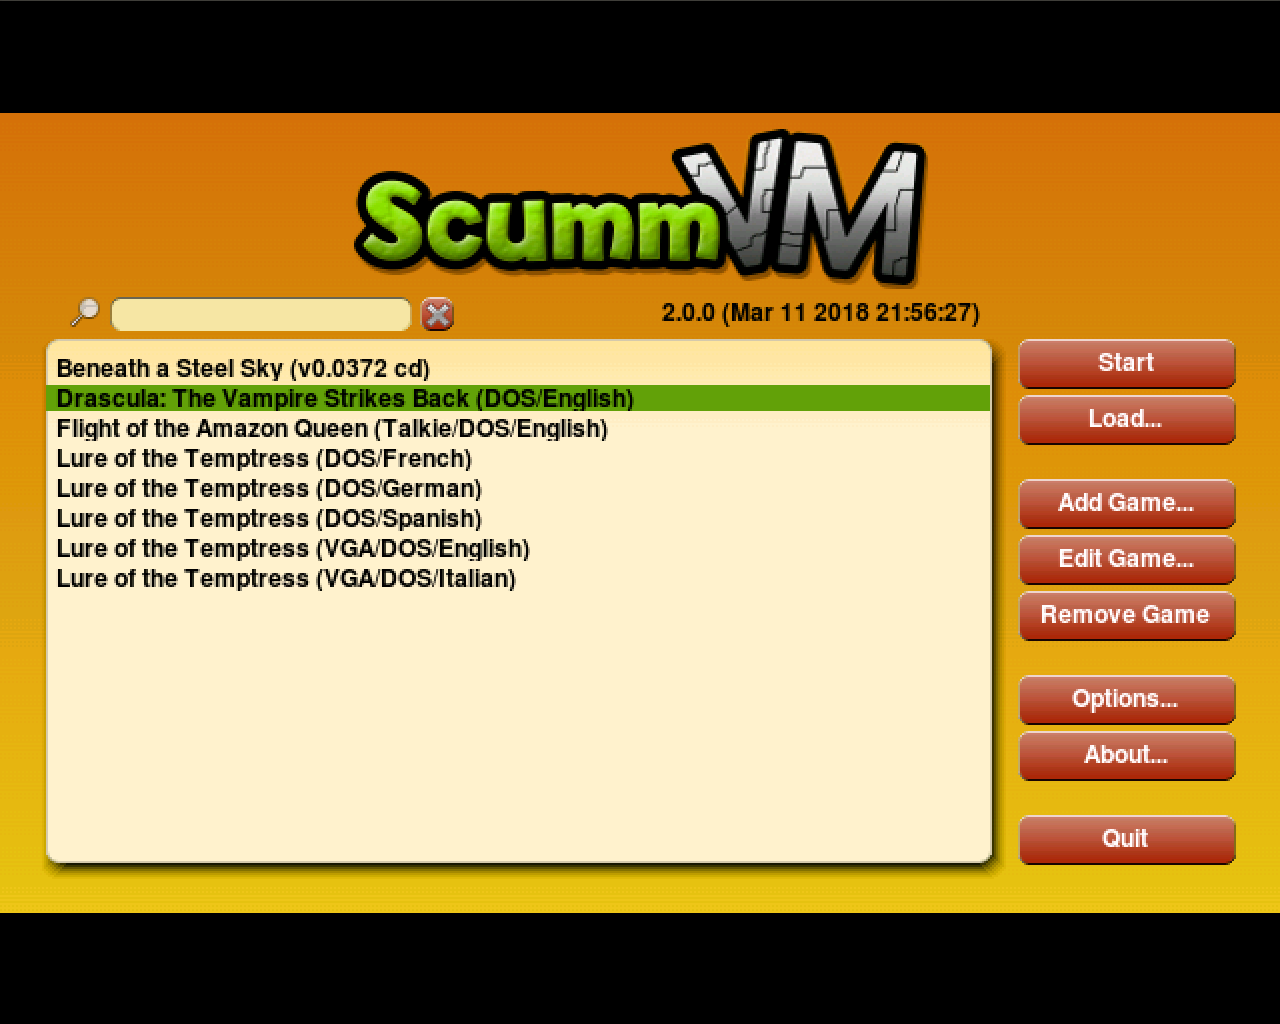 ScummVM
2.0.0 (Mar 11 2018 21:56:27)
Beneath a Steel Sky (v0.0372 cd)
Drascula: The Vampire Strikes Back (DOS/English)
Flight of the Amazon Queen (Talkie/DOS/English)
Lure of the Temptress (DOS/French)
Lure of the Temptress (DOS/German)
Lure of the Temptress (DOS/Spanish)
Lure of the Temptress (VGA/DOS/English)
Lure of the Temptress (VGA/DOS/Italian)
Start
Load...
Add Game...
Edit Game...
Remove Game
Options...
About...
Quit